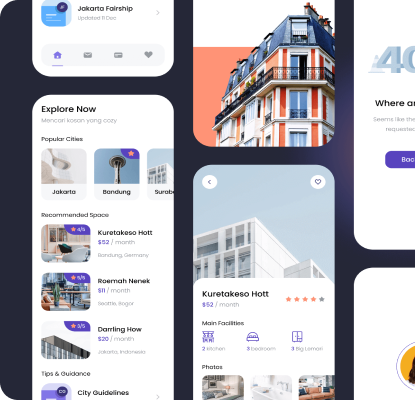 Jakarta Fairship
Updated 11 Dec
Explore Now
Mencari kosan yang cozy
Popular Cities
Jakarta
Bandung
Surab
Recommended Space
4/5
Kuretakeso Hott
$52 / month
Bandung, Germany
4/5
Roemah Nenek
$11 / month
Seattle, Bogor
3/5
Darrling How
$20 / month
Jakarta, Indonesia
Tips & Guidance
City Guidelines
Kuretakeso Hott
$52 / month
Main Facilities
2 kitchen
3 bedroom
3 Big Lemari
Photos
40
Where ar
Seems like the
requested
Bac